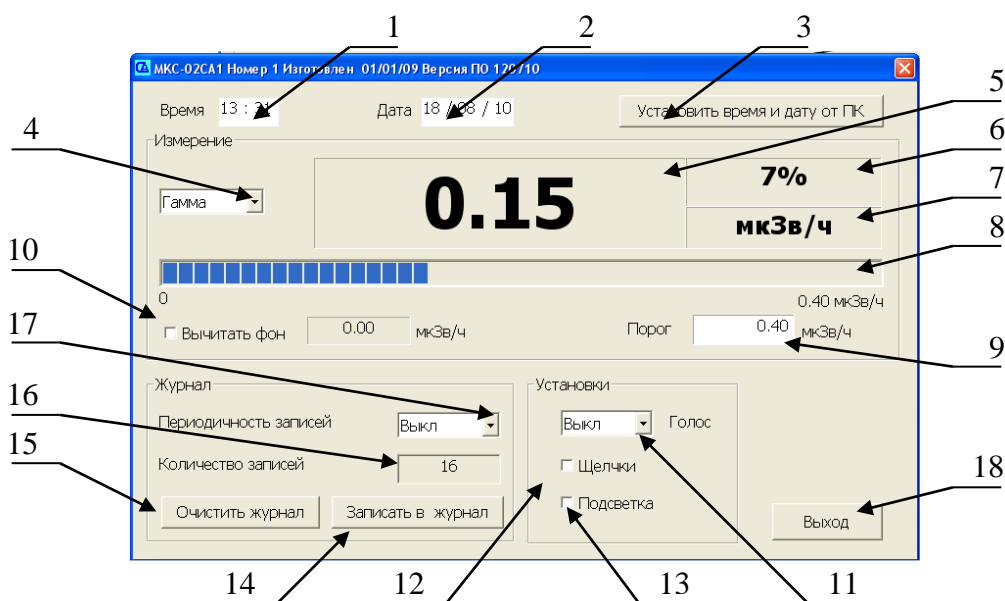 1 2 3
МКС-02СА1 Номер 1 Изготовлен 01/01/09 Версия ПО 128/10
Время 13 : 31 Дата 18 / 08 / 10 Установить время и дату от ПК
5
4
Измерение
6
Гамма 0.15 7%
7
мкЗв/ч
8
10
0 0.40 мкЗв/ч
Вычитать фон 0.00 мкЗв/ч Порог 0.40 мкЗв/ч
17
9
Журнал Установки
16
Периодичность записей Выкл Выкл Голос
15
Количество записей 16 Щелчки
18
Очистить журнал Записать в журнал Подсветка
Выход
14 12 13 11